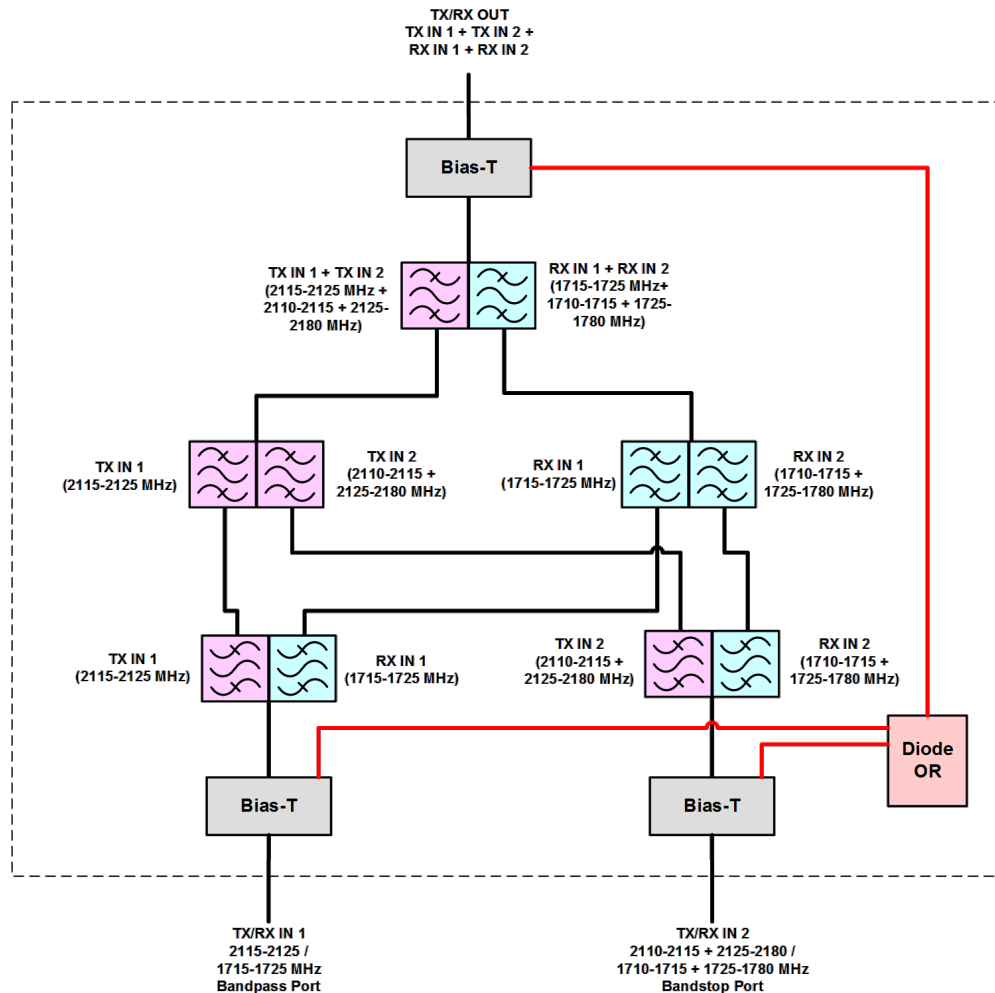 TX/RX OUT
TX IN 1 + TX IN 2 +
RX IN 1 + RX IN 2
Bias-T
TX IN 1 + TX IN 2
(2115-2125 MHz +
2110-2115 + 2125-
2180 MHz)
RX IN 1 + RX IN 2
(1715-1725 MHz+
1710-1715 + 1725-
1780 MHz)
TX IN 1
(2115-2125 MHz)
TX IN 2
(2110-2115 +
2125-2180 MHz)
RX IN 1
(1715-1725 MHz)
RX IN 2
(1710-1715 +
1725-1780 MHz)
TX IN 1
(2115-2125 MHz)
RX IN 1
(1715-1725 MHz)
TX IN 2
(2110-2115 +
2125-2180 MHz)
RX IN 2
(1710-1715 +
1725-1780 MHz)
Diode
OR
Bias-T
Bias-T
TX/RX IN 1
2115-2125 /
1715-1725 MHz
Bandpass Port
TX/RX IN 2
2110-2115 + 2125-2180 /
1710-1715 + 1725-1780 MHz
Bandstop Port